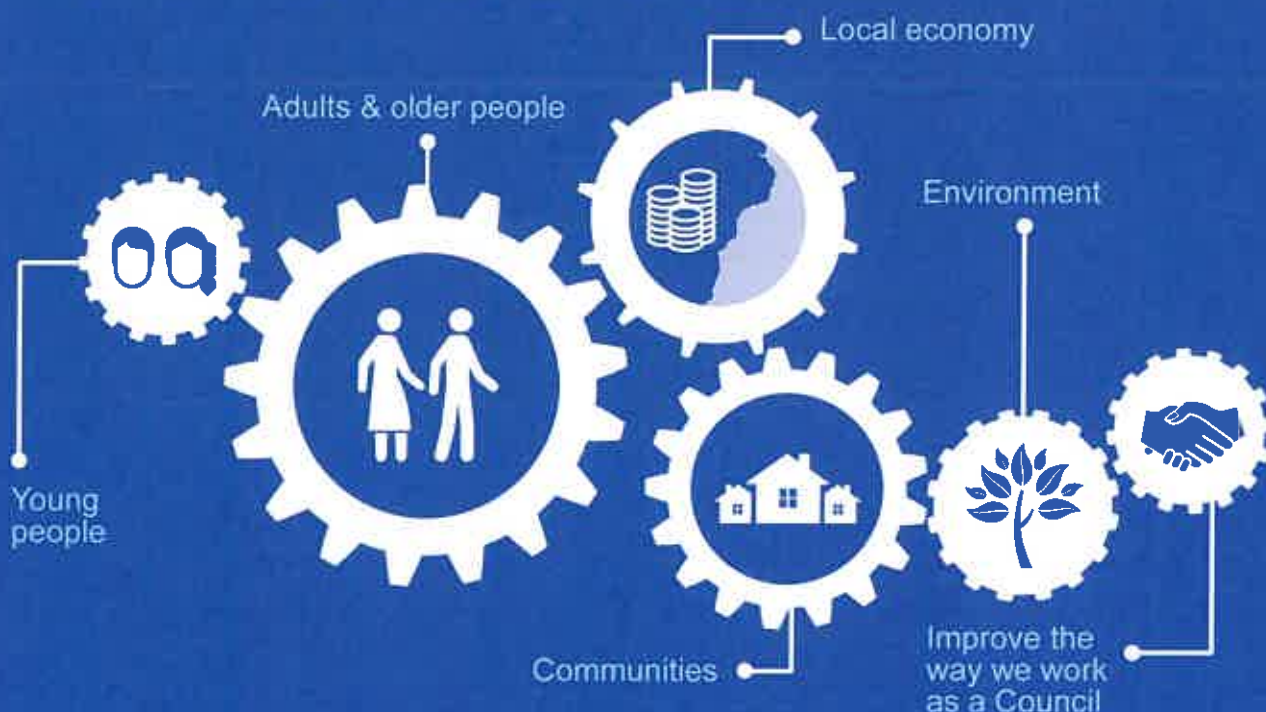 Local economy
Adults & older people
Environment
Young
people
Communities
Improve the
way we work
as a Council